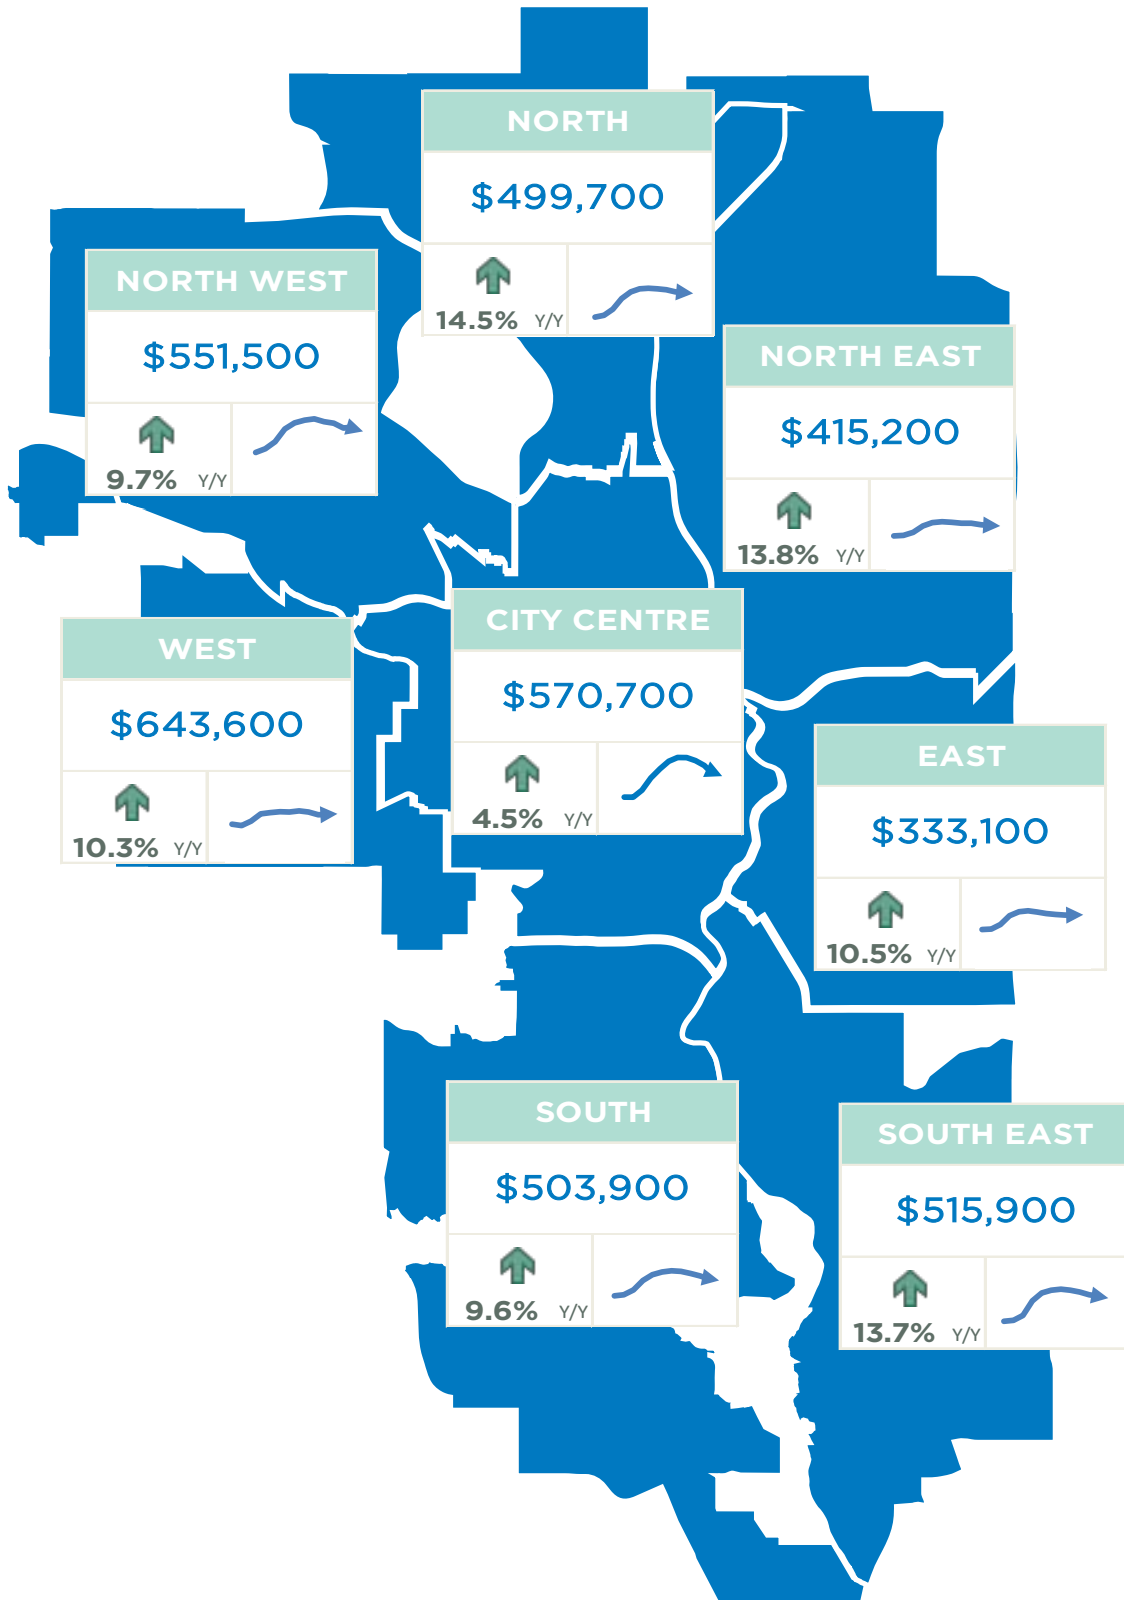 NORTH
$499,700
14.5% Y/Y
NORTH WEST
$551,500
9.7% Y/Y
NORTH EAST
$415,200
13.8% Y/Y
CITY CENTRE
$570,700
4.5% Y/Y
WEST
$643,600
10.3% Y/Y
EAST
$333,100
10.5% Y/Y
SOUTH
$503,900
9.6% Y/Y
SOUTH EAST
$515,900
13.7% Y/Y